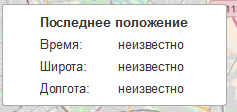 Последнее положение
Время: неизвестно
Широта: неизвестно
Долгота: неизвестно